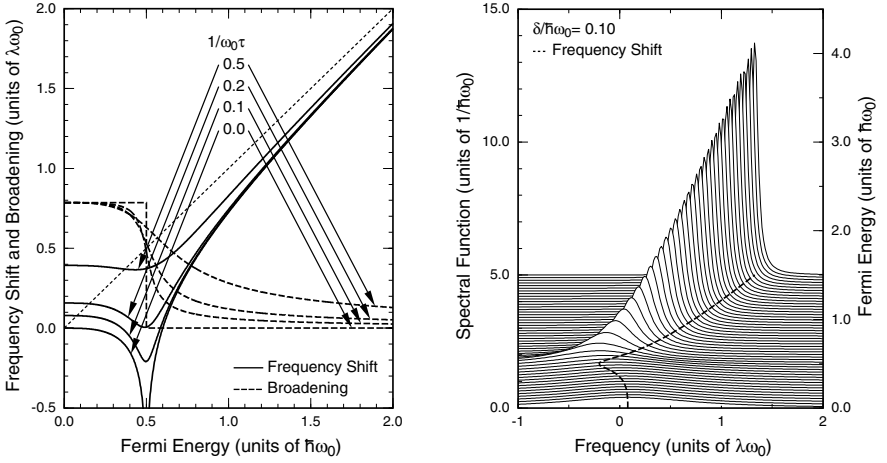 Frequency Shift and Broadening (units of λω0)
2.0
1.5
1.0
0.5
0.0
-0.5
1/ω0τ
0.5
0.2
0.1
0.0
Frequency Shift
Broadening
0.0 0.5 1.0 1.5 2.0
Fermi Energy (units of ħω0)
Spectral Function (units of 1/ħω0)
15.0
10.0
5.0
0.0
δ/ħω0= 0.10
Frequency Shift
4.0
3.0
2.0
1.0
0.0
Fermi Energy (units of ħω0)
-1 0 1 2
Frequency (units of λω0)